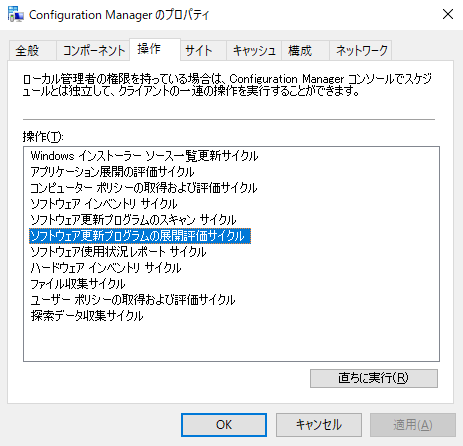 Configuration Manager のプロパティ
全般 コンポーネント 操作 サイト キャッシュ 構成 ネットワーク
ローカル管理者の権限を持っている場合は、Configuration Manager コンソールでスケジ
ュールとは独立して、クライアントの一連の操作を実行することができます。
操作(T):
Windows インストーラー ソース一覧更新サイクル
アプリケーション展開の評価サイクル
コンピューター ポリシーの取得および評価サイクル
ソフトウェア インベントリ サイクル
ソフトウェア更新プログラムのスキャン サイクル
ソフトウェア更新プログラムの展開評価サイクル
ソフトウェア使用状況レポート サイクル
ハードウェア インベントリ サイクル
ファイル収集サイクル
ユーザー ポリシーの取得および評価サイクル
探索データ収集サイクル
直ちに実行(R)
OK キャンセル 適用(A)